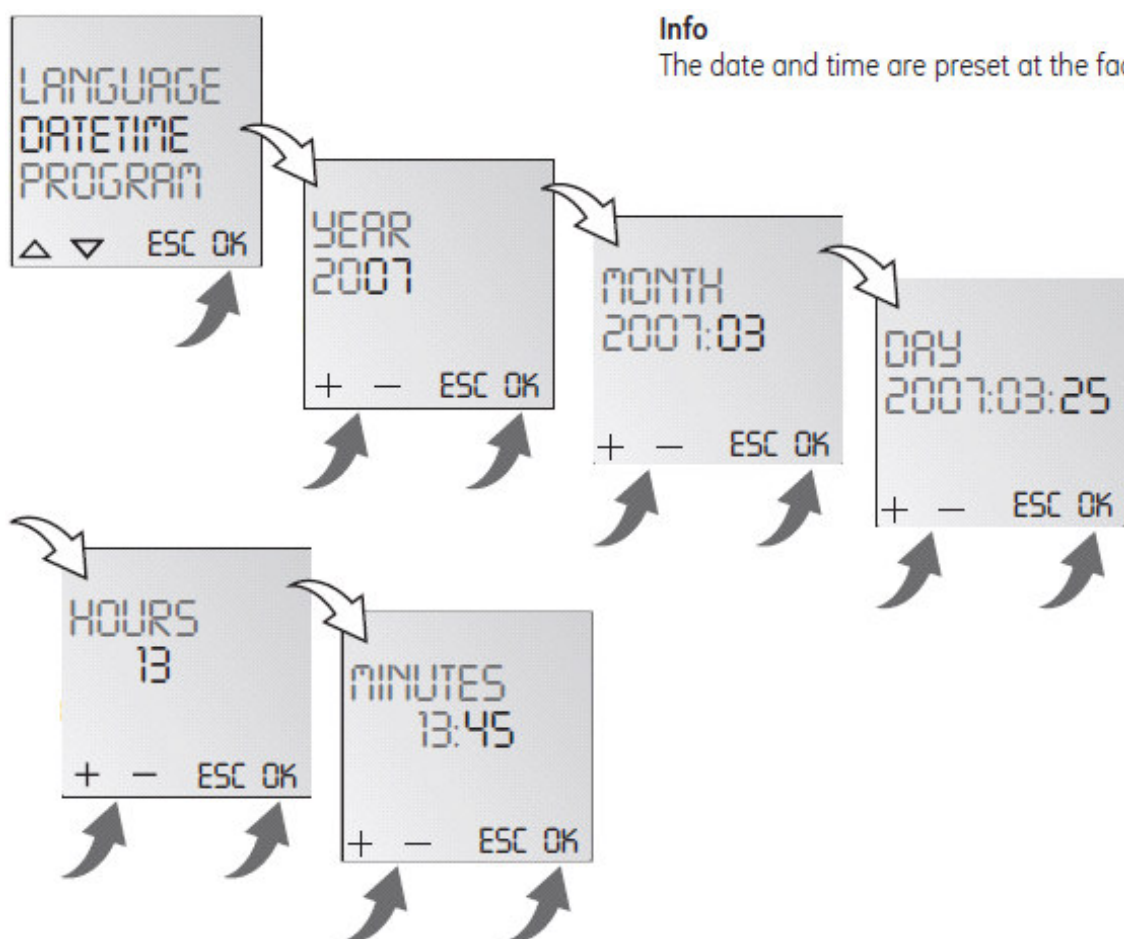 Info
The date and time are preset at the
LANGUAGE
DATETIME
PROGRAM
△ ▽ ESC OK
YEAR
2007
+ − ESC OK
MONTH
2007:03
+ − ESC OK
DAY
2007:03:25
+ − ESC OK
HOURS
13
+ − ESC OK
MINUTES
13:45
+ − ESC OK